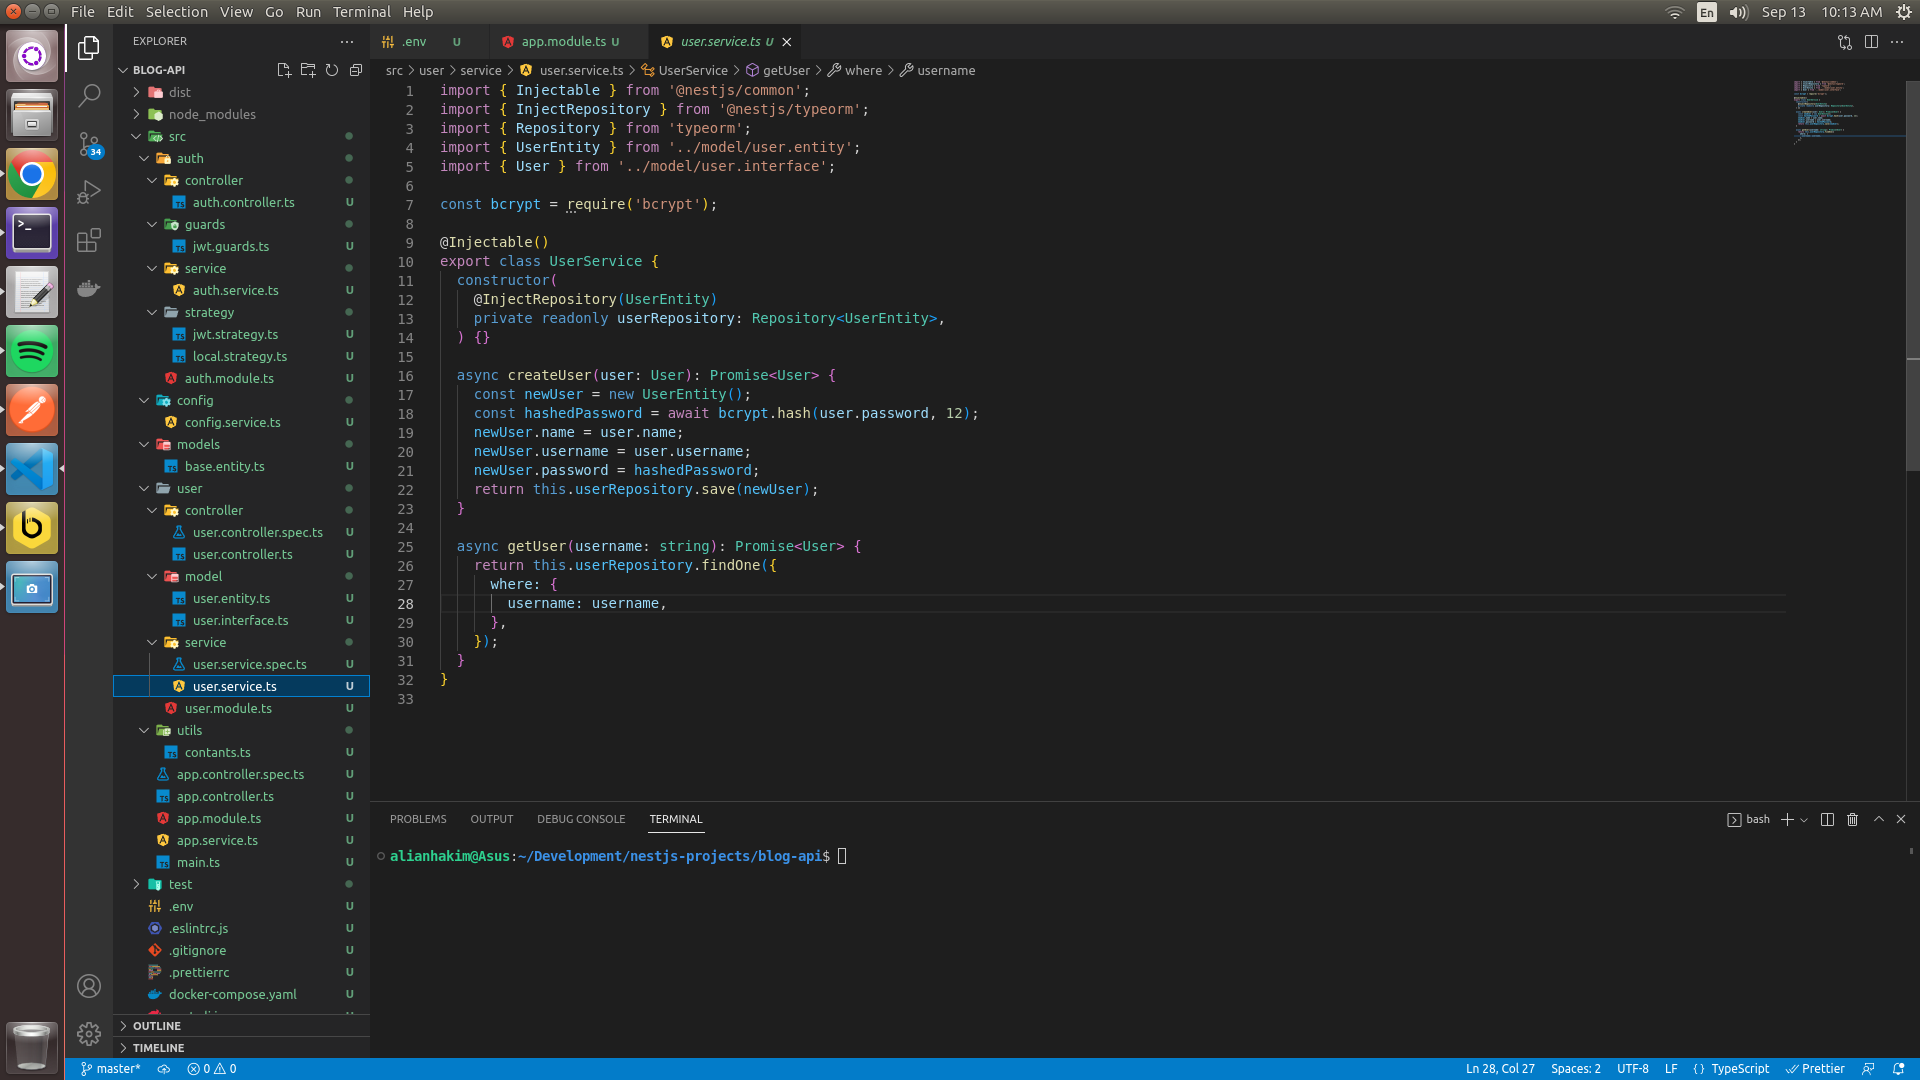 File Edit Selection View Go Run Terminal Help
En
Sep 13
10:13 AM
EXPLORER
BLOG-API
dist
node_modules
src
auth
controller
auth.controller.ts U
guards
jwt.guards.ts U
service
auth.service.ts U
strategy
jwt.strategy.ts U
local.strategy.ts U
auth.module.ts U
config
config.service.ts U
models
base.entity.ts U
user
controller
user.controller.spec.ts U
user.controller.ts U
model
user.entity.ts U
user.interface.ts U
service
user.service.spec.ts U
user.service.ts U
user.module.ts U
utils
contants.ts U
app.controller.spec.ts U
app.controller.ts U
app.module.ts U
app.service.ts U
main.ts U
test
.env U
.eslintrc.js U
.gitignore U
.prettierrc U
docker-compose.yaml U
OUTLINE
TIMELINE
34
.env U
app.module.ts U
user.service.ts U
src > user > service > user.service.ts > UserService > getUser > where > username
1 import { Injectable } from '@nestjs/common';
2 import { InjectRepository } from '@nestjs/typeorm';
3 import { Repository } from 'typeorm';
4 import { UserEntity } from '../model/user.entity';
5 import { User } from '../model/user.interface';
6
7 const bcrypt = require('bcrypt');
8
9 @Injectable()
10 export class UserService {
11 constructor(
12 @InjectRepository(UserEntity)
13 private readonly userRepository: Repository<UserEntity>,
14 ) {}
15
16 async createUser(user: User): Promise<User> {
17 const newUser = new UserEntity();
18 const hashedPassword = await bcrypt.hash(user.password, 12);
19 newUser.name = user.name;
20 newUser.username = user.username;
21 newUser.password = hashedPassword;
22 return this.userRepository.save(newUser);
23 }
24
25 async getUser(username: string): Promise<User> {
26 return this.userRepository.findOne({
27 where: {
28 username: username,
29 },
30 });
31 }
32 }
33
PROBLEMS OUTPUT DEBUG CONSOLE TERMINAL
bash
alianhakim@Asus:~/Development/nestjs-projects/blog-api$
master*
0 0
Ln 28, Col 27
Spaces: 2
UTF-8
LF
{} TypeScript
Prettier